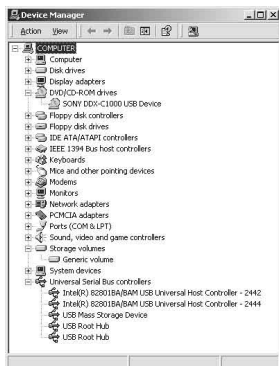 Device Manager
Action View
COMPUTER
Computer
Disk drives
Display adapters
DVD/CD-ROM drives
SONY DDX-C1000 USB Device
Floppy disk controllers
Floppy disk drives
IDE ATA/ATAPI controllers
IEEE 1394 Bus host controllers
Keyboards
Mice and other pointing devices
Modems
Monitors
Network adapters
PCMCIA adapters
Ports (COM & LPT)
Sound, video and game controllers
Storage volumes
Generic volume
System devices
Universal Serial Bus controllers
Intel(R) 82801BA/BAM USB Universal Host Controller - 2442
Intel(R) 82801BA/BAM USB Universal Host Controller - 2444
USB Mass Storage Device
USB Root Hub
USB Root Hub